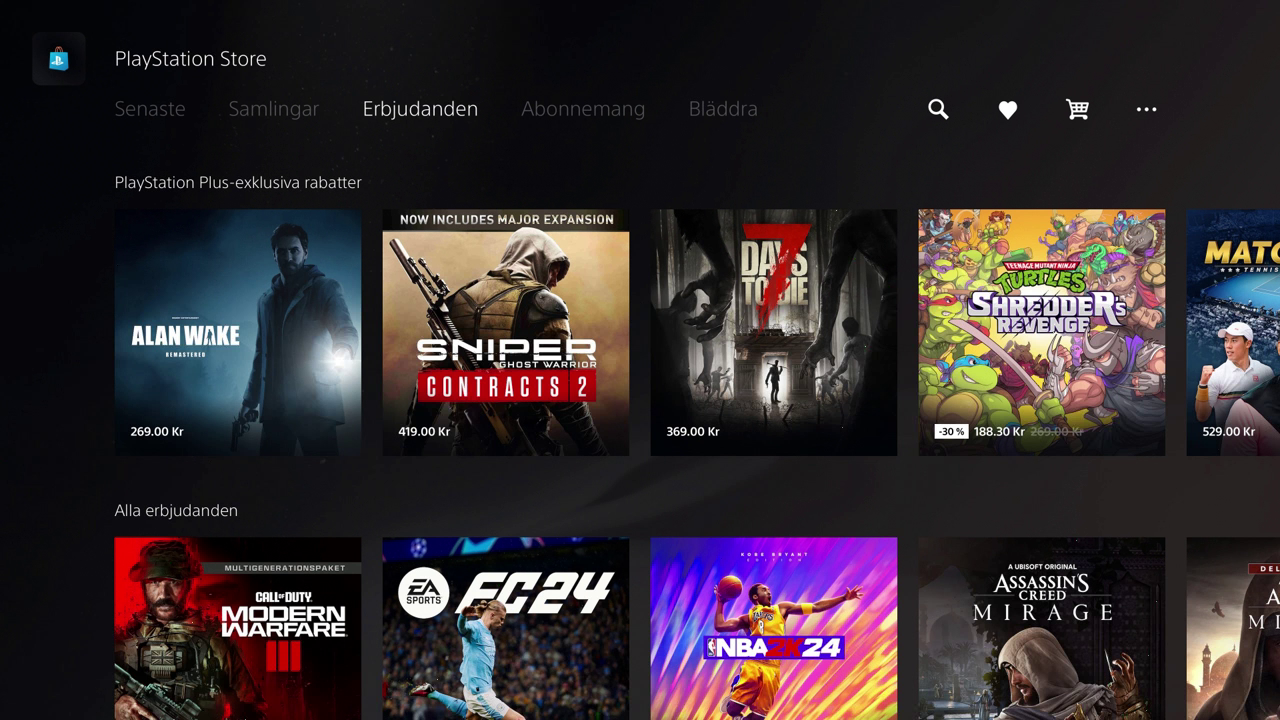 PlayStation Store
Senaste Samlingar Erbjudanden Abonnemang Bläddra
PlayStation Plus-exklusiva rabatter
ALAN WAKE
REMASTERED
269.00 Kr
NOW INCLUDES MAJOR EXPANSION
SNIPER
GHOST WARRIOR
CONTRACTS 2
419.00 Kr
7
DAYS
TO DIE
369.00 Kr
TEENAGE MUTANT NINJA
TURTLES
SHREDDER'S
REVENGE
-30 % 188.30 Kr 269.00 Kr
MATC
TENNIS
529.00 Kr
Alla erbjudanden
MULTIGENERATIONSPAKET
CALL OF DUTY
MODERN
WARFARE
III
EA
SPORTS
FC24
KOBE BRYANT
EDITION
NBA 2K24
A UBISOFT ORIGINAL
ASSASSIN'S
CREED
MIRAGE
DEL
A
MI